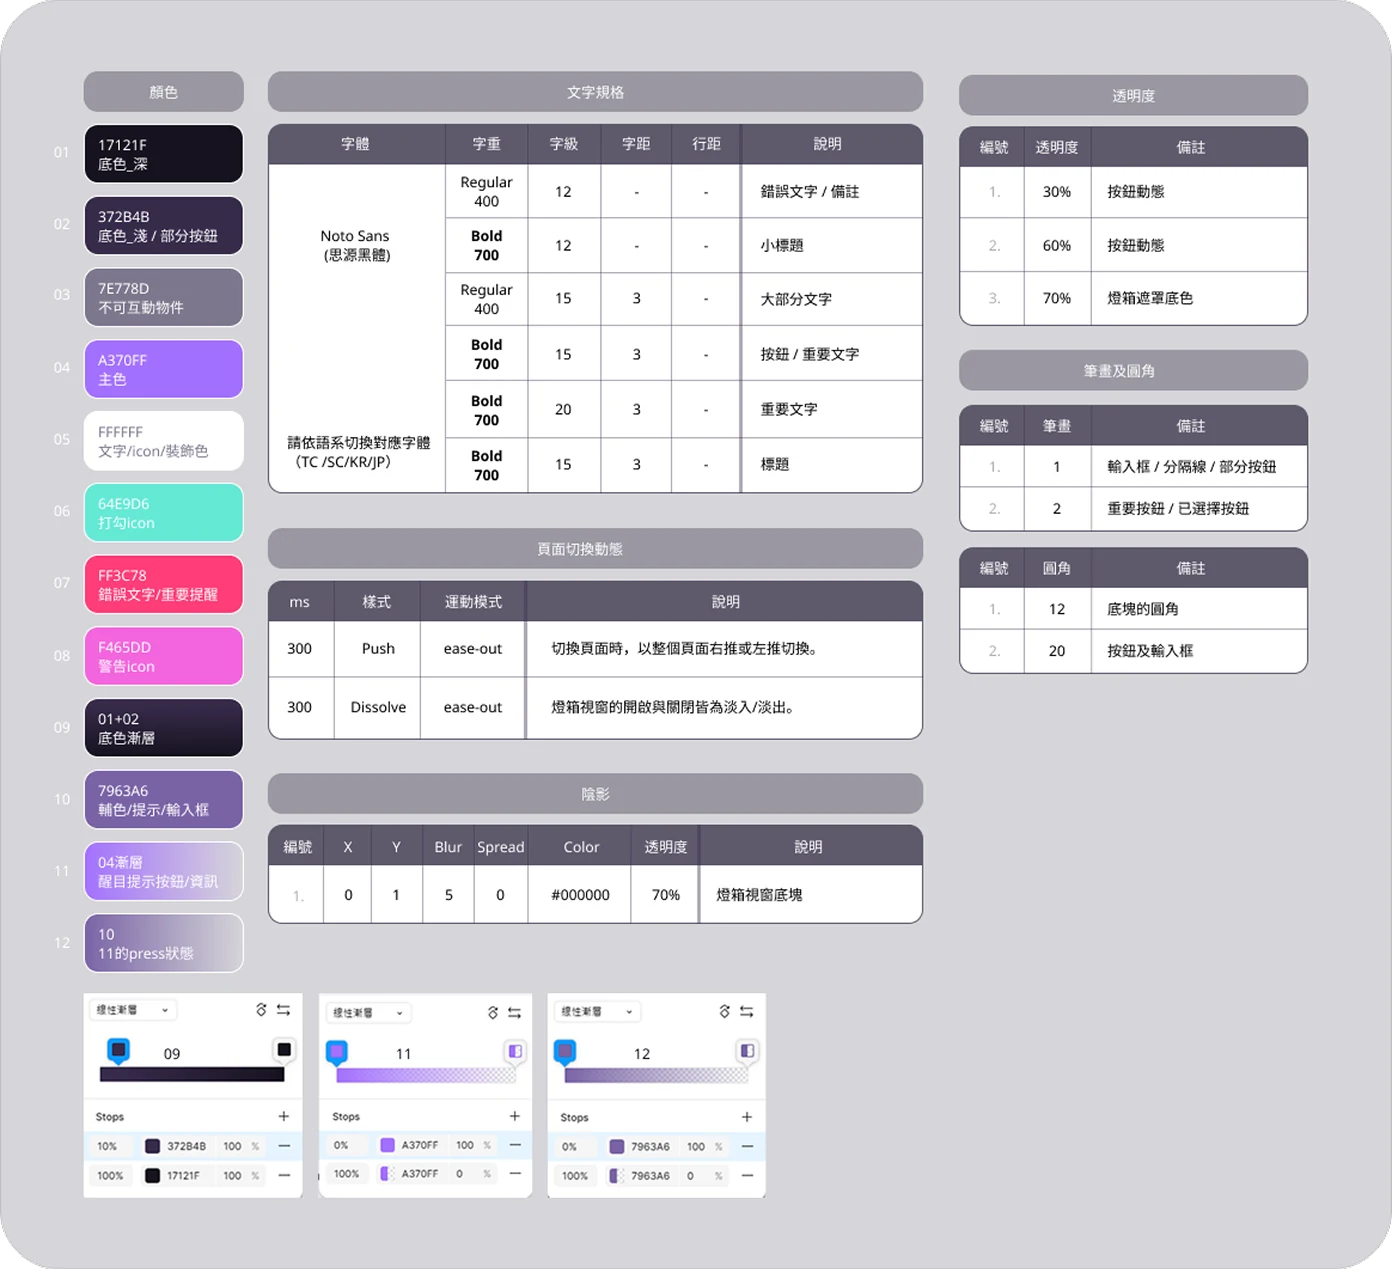 顏色
01
17121F
底色_深
02
372B4B
底色_淺 / 部分按鈕
03
7E778D
不可互動物件
04
A370FF
主色
05
FFFFFF
文字/icon/裝飾色
06
64E9D6
打勾icon
07
FF3C78
錯誤文字/重要提醒
08
F465DD
警告icon
09
01+02
底色漸層
10
7963A6
輔色/提示/輸入框
11
04漸層
醒目提示按鈕/資訊
12
10
11的press狀態
文字規格
字體 字重 字級 字距 行距 說明
Noto Sans
(思源黑體)
請依語系切換對應字體
（TC /SC/KR/JP）
Regular 400 12 - - 錯誤文字 / 備註
Bold 700 12 - - 小標題
Regular 400 15 3 - 大部分文字
Bold 700 15 3 - 按鈕 / 重要文字
Bold 700 20 3 - 重要文字
Bold 700 15 3 - 標題
頁面切換動態
ms 樣式 運動模式 說明
300 Push ease-out 切換頁面時，以整個頁面右推或左推切換。
300 Dissolve ease-out 燈箱視窗的開啟與關閉皆為淡入/淡出。
陰影
編號 X Y Blur Spread Color 透明度 說明
1. 0 1 5 0 #000000 70% 燈箱視窗底塊
透明度
編號 透明度 備註
1. 30% 按鈕動態
2. 60% 按鈕動態
3. 70% 燈箱遮罩底色
筆畫及圓角
編號 筆畫 備註
1. 1 輸入框 / 分隔線 / 部分按鈕
2. 2 重要按鈕 / 已選擇按鈕
編號 圓角 備註
1. 12 底塊的圓角
2. 20 按鈕及輸入框
線性漸層
09
Stops
10% 372B4B 100 %
100% 17121F 100 %
線性漸層
11
Stops
0% A370FF 100 %
100% A370FF 0 %
線性漸層
12
Stops
0% 7963A6 100 %
100% 7963A6 0 %